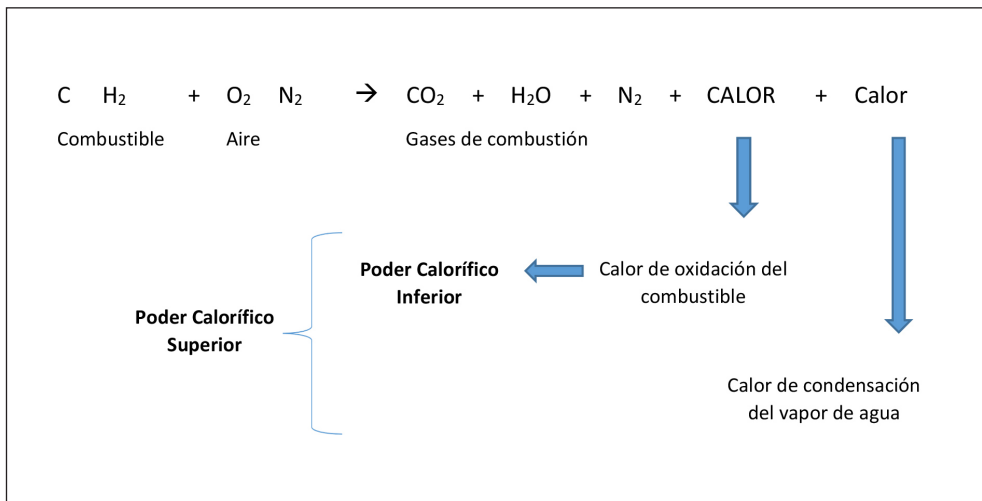 C H₂ + O₂ N₂ → CO₂ + H₂O + N₂ + CALOR + Calor
Combustible Aire Gases de combustión
Poder Calorífico
Inferior
Calor de oxidación del
combustible
Poder Calorífico
Superior
Calor de condensación
del vapor de agua